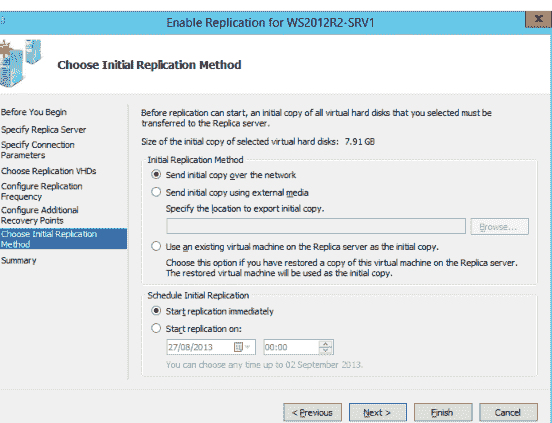 Enable Replication for WS2012R2-SRV1
x
Choose Initial Replication Method
Before You Begin
Specify Replica Server
Specify Connection
Parameters
Choose Replication VHDs
Configure Replication
Frequency
Configure Additional
Recovery Points
Choose Initial Replication
Method
Summary
Before replication can start, an initial copy of all virtual hard disks that you selected must be
transferred to the Replica server.
Size of the initial copy of selected virtual hard disks: 7.91 GB
Initial Replication Method
Send initial copy over the network
Send initial copy using external media
Specify the location to export initial copy.
Browse...
Use an existing virtual machine on the Replica server as the initial copy.
Choose this option if you have restored a copy of this virtual machine on the Replica server.
The restored virtual machine will be used as the initial copy.
Schedule Initial Replication
Start replication immediately
Start replication on:
27/08/2013 00:00
You can choose any time up to 02 September 2013.
< Previous Next > Finish Cancel